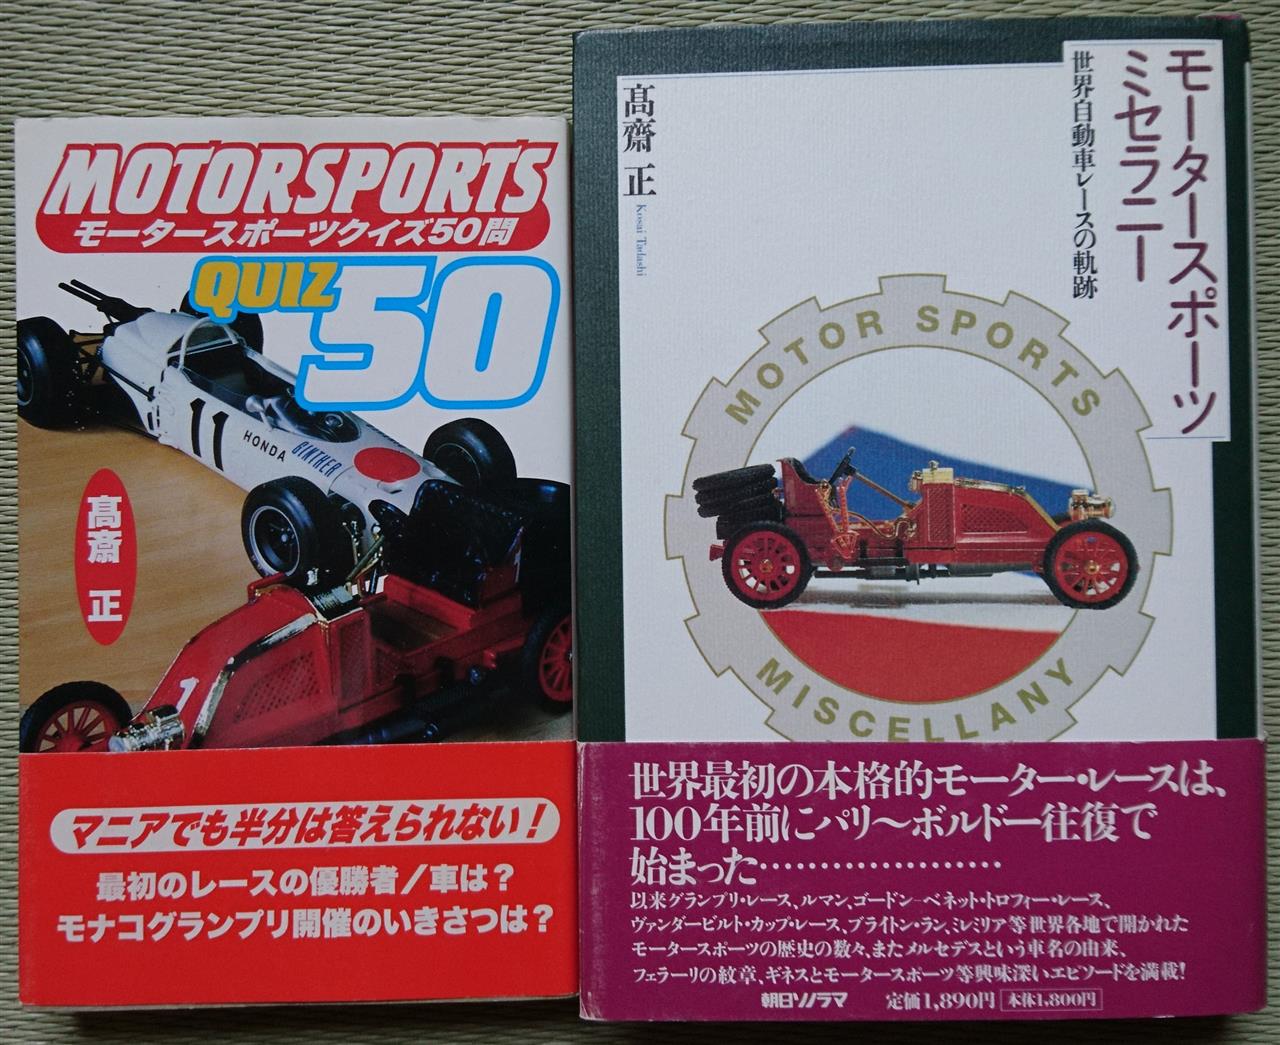 MOTORSPORTS
モータースポーツクイズ50問
QUIZ 50
11
HONDA
GINTHER
髙斎 正
1
マニアでも半分は答えられない!
最初のレースの優勝者/車は?
モナコグランプリ開催のいきさつは?
モータースポーツ
ミセラニー
世界自動車レースの軌跡
髙齋 正
Kosai Tadashi
MOTOR SPORTS
MISCELLANY
世界最初の本格的モーター・レースは、
100年前にパリ〜ボルドー往復で
始まった…………………
以来グランプリ・レース、ルマン、ゴードン−ベネット・トロフィー・レース、
ヴァンダービルト・カップ・レース、ブライトン・ラン、ミレミリア等世界各地で開かれた
モータースポーツの歴史の数々、またメルセデスという車名の由来、
フェラーリの紋章、ギネスとモータースポーツ等興味深いエピソードを満載!
朝日ソノラマ 定価1,890円 本体1,800円